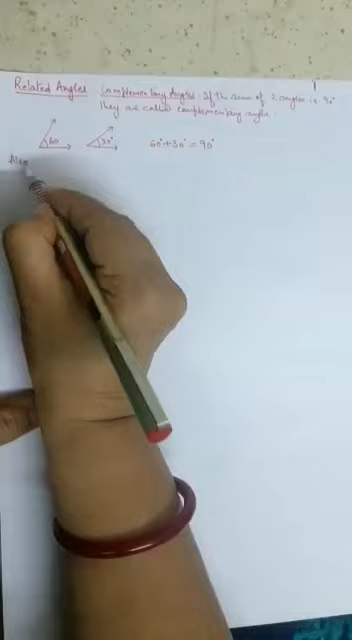 Related Angles Complementary Angles - If the sum of 2 angles is 90°
they are called complementary angles.
60° 30° 60° + 30° = 90°